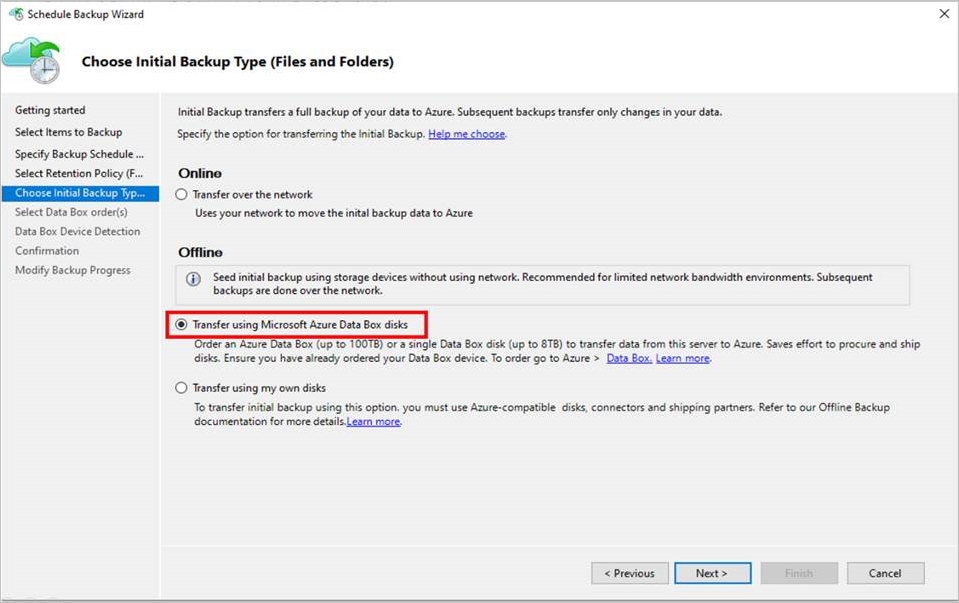 Schedule Backup Wizard
Choose Initial Backup Type (Files and Folders)
Getting started
Select Items to Backup
Specify Backup Schedule ...
Select Retention Policy (F...
Choose Initial Backup Typ...
Select Data Box order(s)
Data Box Device Detection
Confirmation
Modify Backup Progress
Initial Backup transfers a full backup of your data to Azure. Subsequent backups transfer only changes in your data.
Specify the option for transferring the Initial Backup. Help me choose.
Online
Transfer over the network
Uses your network to move the inital backup data to Azure
Offline
Seed initial backup using storage devices without using network. Recommended for limited network bandwidth environments. Subsequent
backups are done over the network.
Transfer using Microsoft Azure Data Box disks
Order an Azure Data Box (up to 100TB) or a single Data Box disk (up to 8TB) to transfer data from this server to Azure. Saves effort to procure and ship
disks. Ensure you have already ordered your Data Box device. To order go to Azure > Data Box. Learn more.
Transfer using my own disks
To transfer initial backup using this option. you must use Azure-compatible disks, connectors and shipping partners. Refer to our Offline Backup
documentation for more details.Learn more.
< Previous
Next >
Finish
Cancel